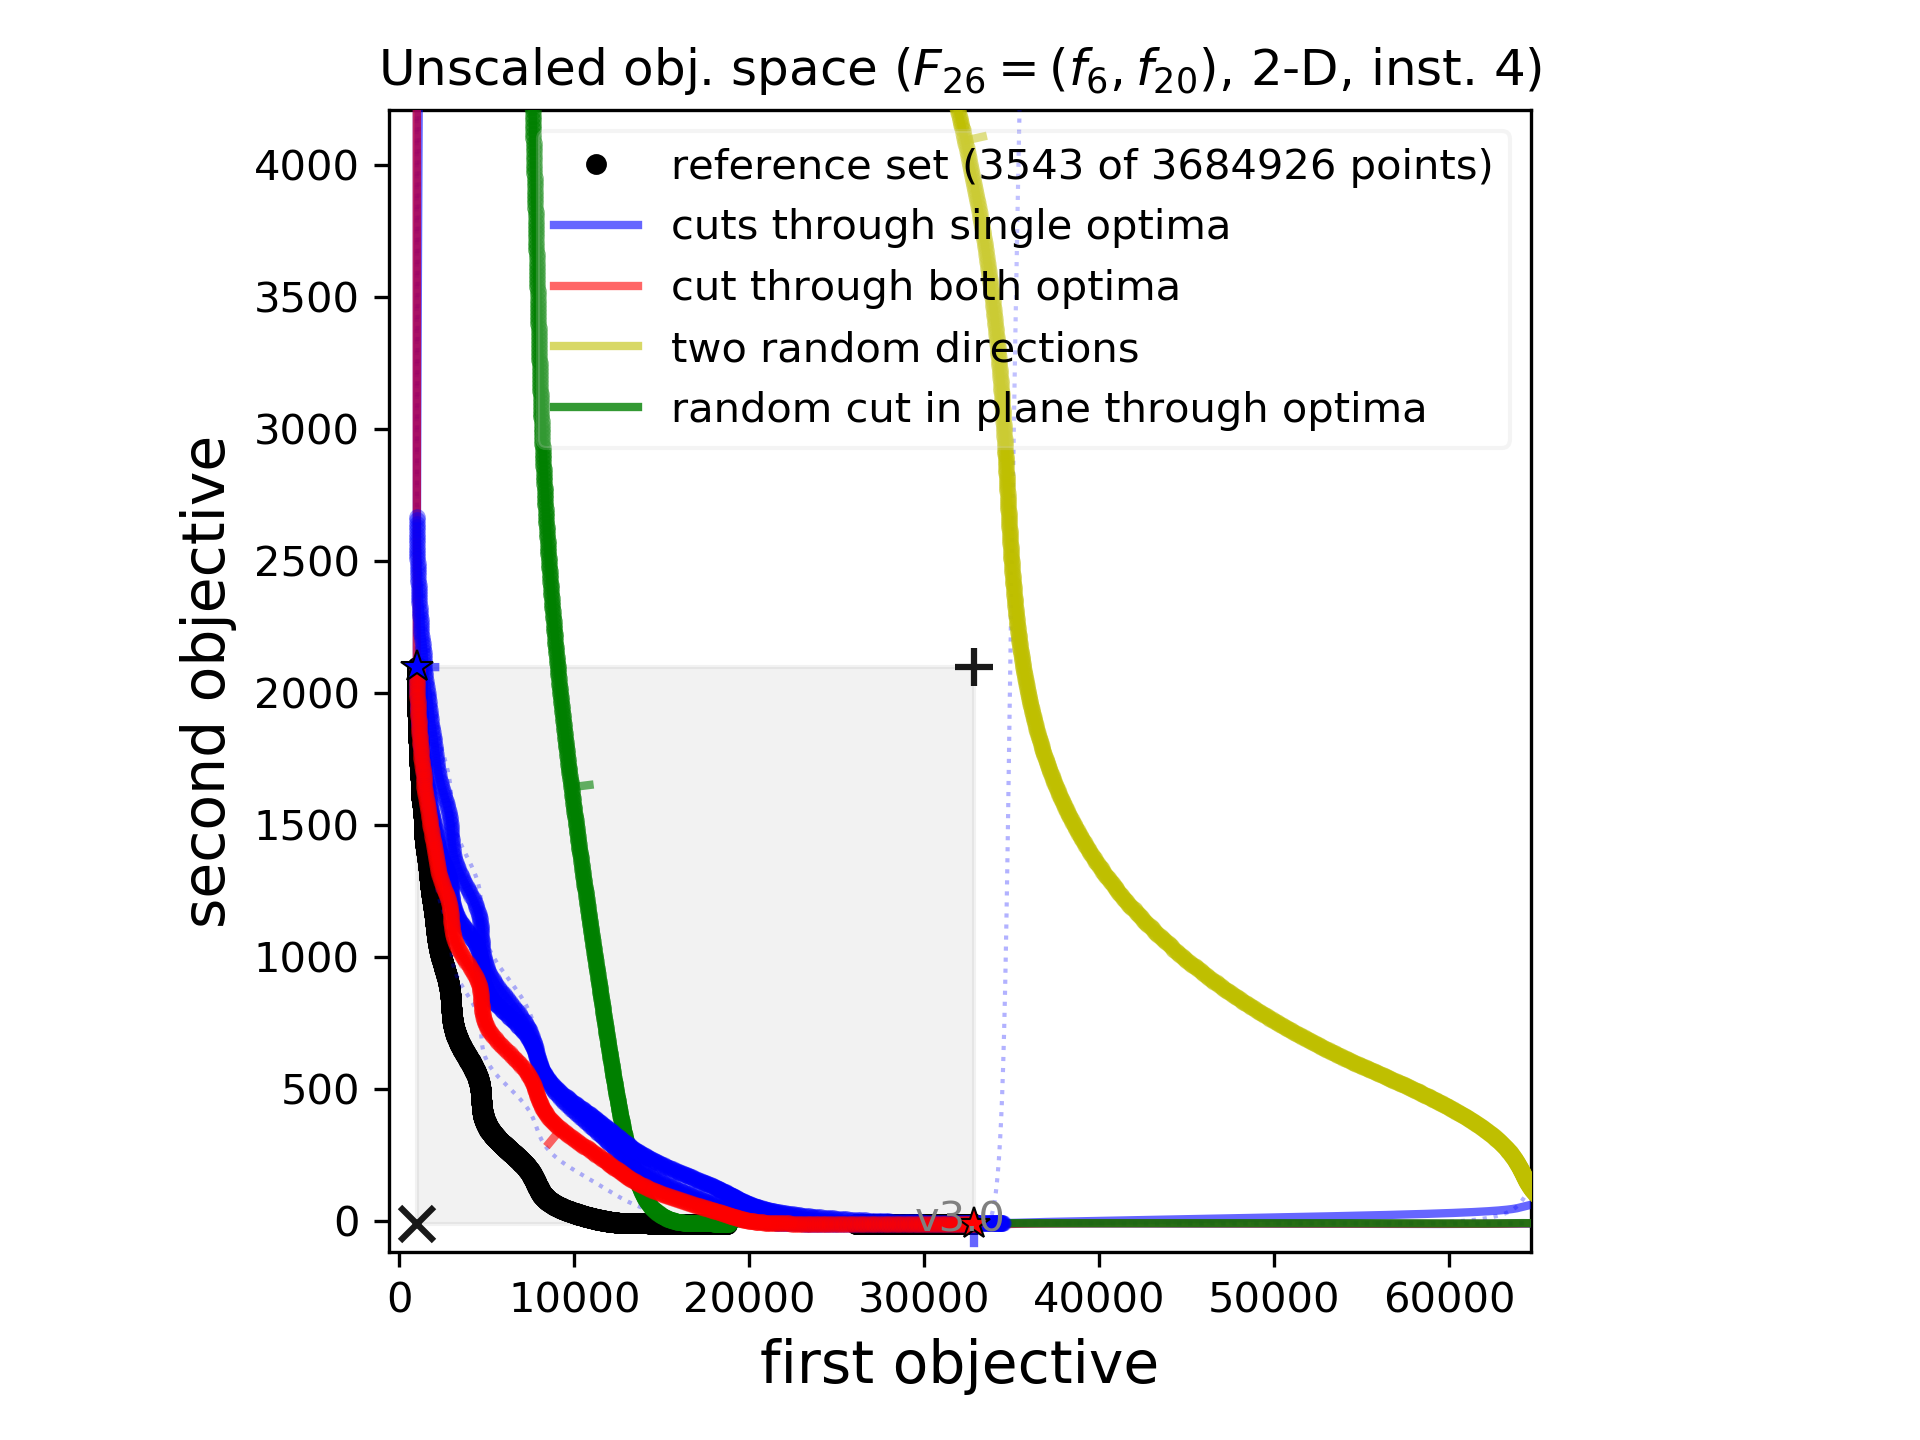 Unscaled obj. space (F26 = (f6, f20), 2-D, inst. 4)
reference set (3543 of 3684926 points)
cuts through single optima
cut through both optima
two random directions
random cut in plane through optima
4000
3500
3000
2500
2000
1500
1000
500
0
second objective
v3.0
0 10000 20000 30000 40000 50000 60000
first objective